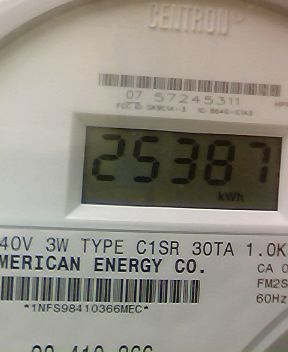 CENTRON
07 57245311
25387
kWh
40V 3W TYPE C1SR 30TA 1.0K
MERICAN ENERGY CO.
CA 0
FM2S
60Hz
*1NFS98410366MEC*